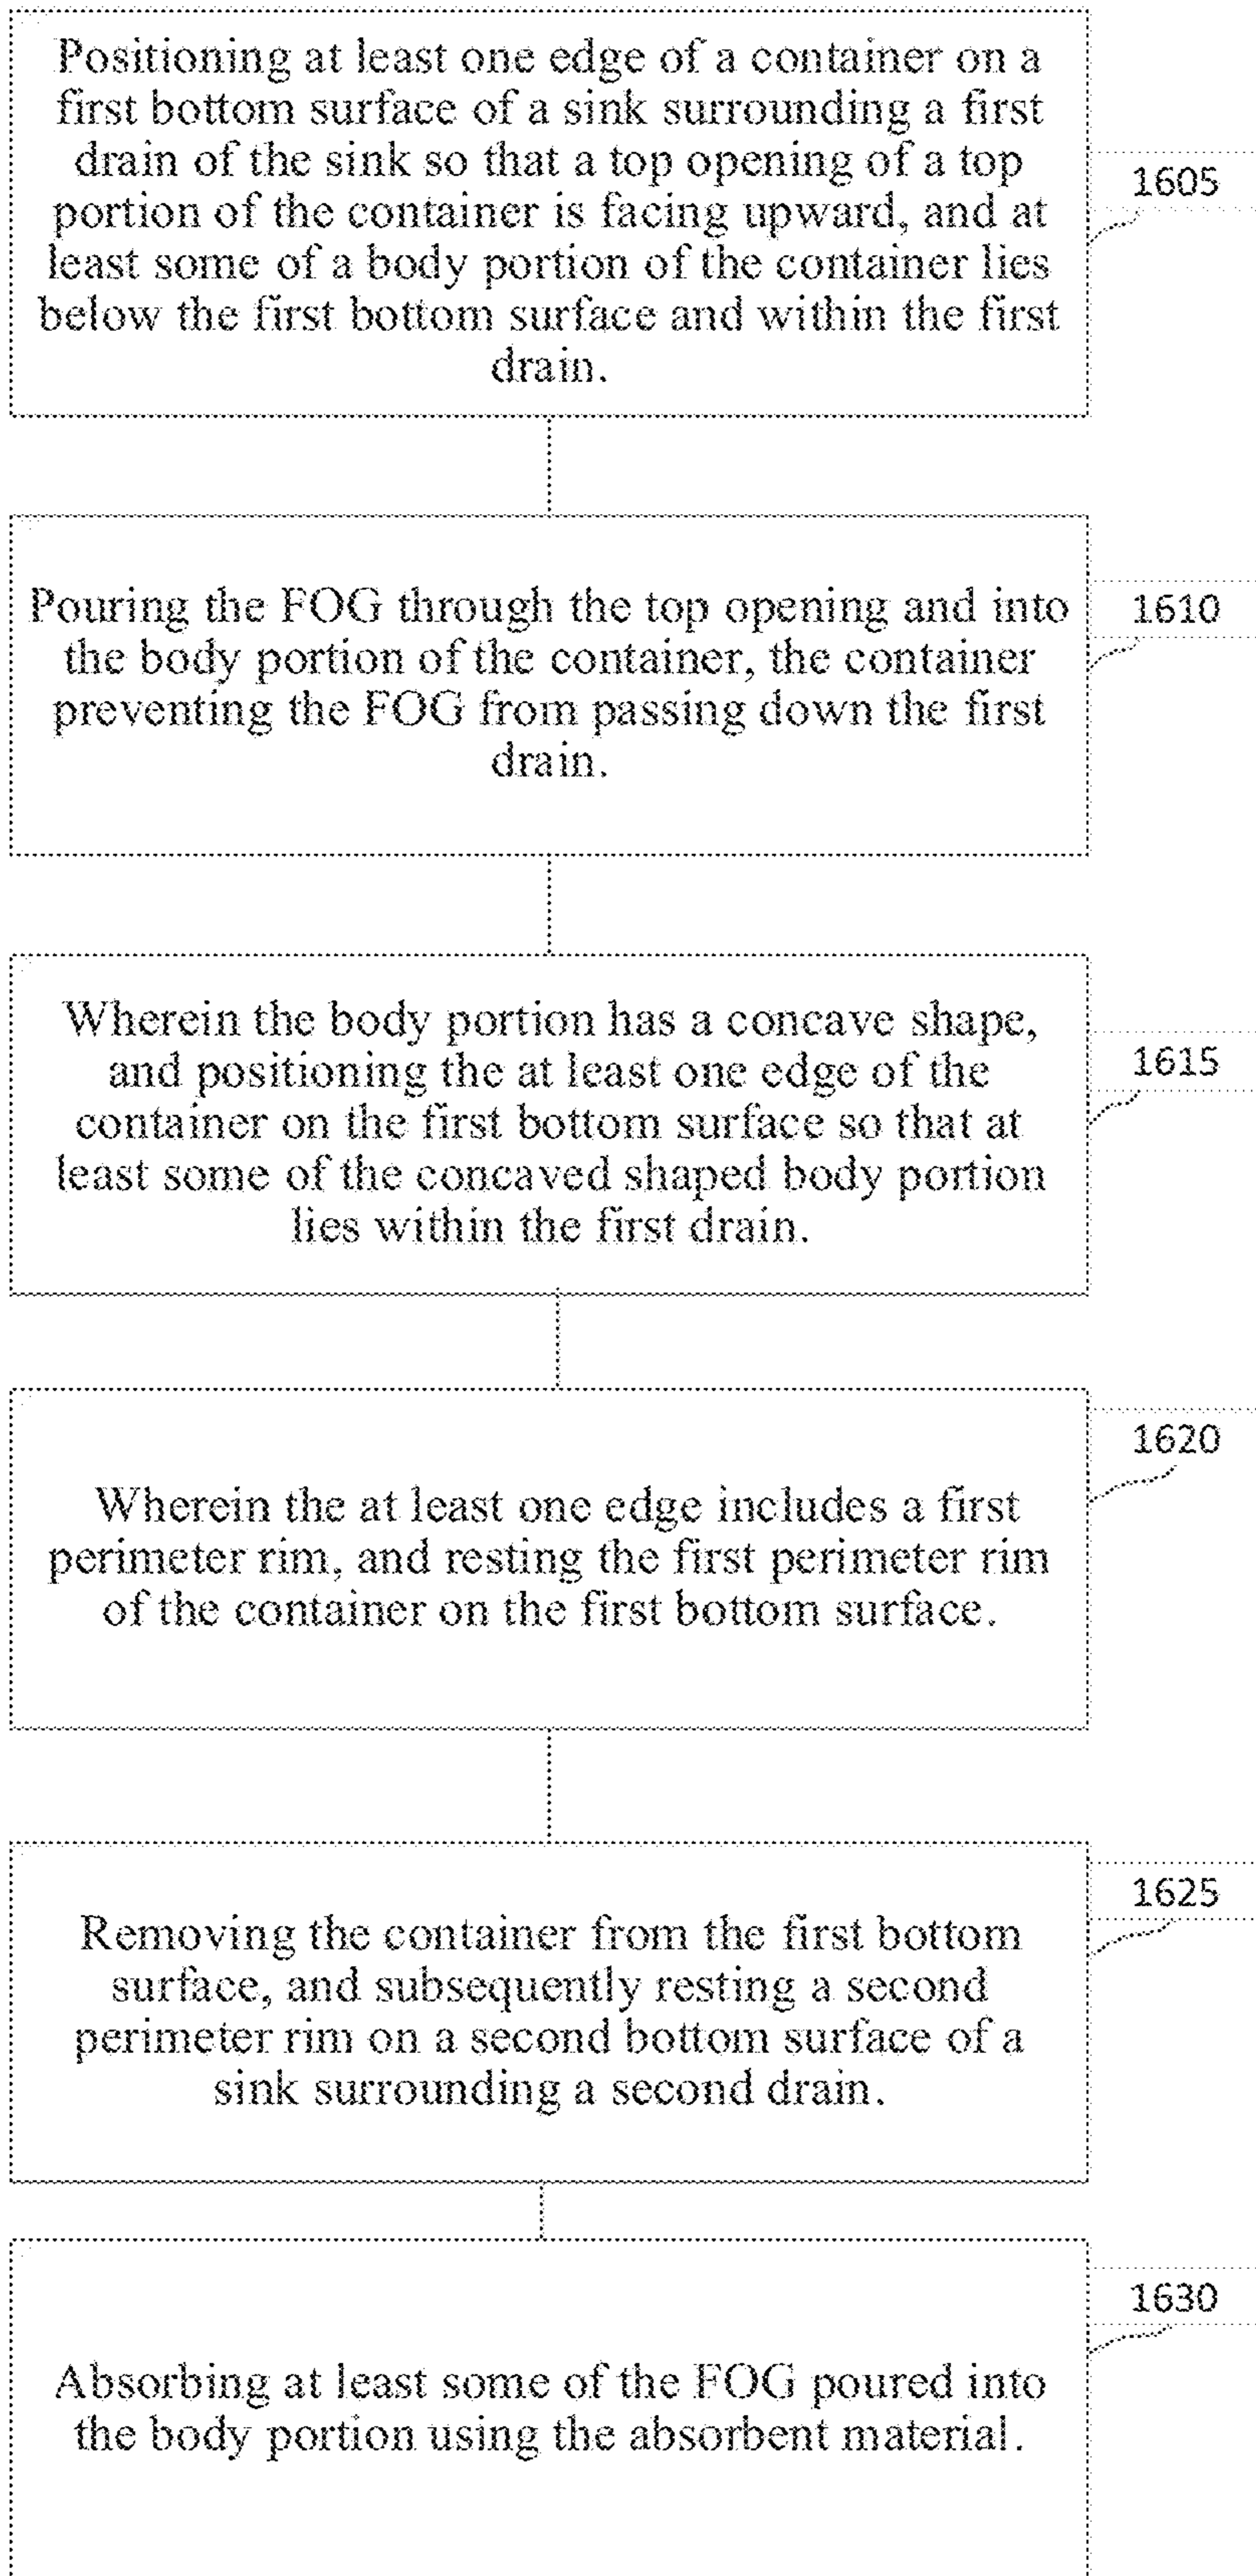 Positioning at least one edge of a container on a
first bottom surface of a sink surrounding a first
drain of the sink so that a top opening of a top
portion of the container is facing upward, and at
least some of a body portion of the container lies
below the first bottom surface and within the first
drain.
1605
Pouring the FOG through the top opening and into
the body portion of the container, the container
preventing the FOG from passing down the first
drain.
1610
Wherein the body portion has a concave shape,
and positioning the at least one edge of the
container on the first bottom surface so that at
least some of the concaved shaped body portion
lies within the first drain.
1615
Wherein the at least one edge includes a first
perimeter rim, and resting the first perimeter rim
of the container on the first bottom surface.
1620
Removing the container from the first bottom
surface, and subsequently resting a second
perimeter rim on a second bottom surface of a
sink surrounding a second drain.
1625
Absorbing at least some of the FOG poured into
the body portion using the absorbent material.
1630